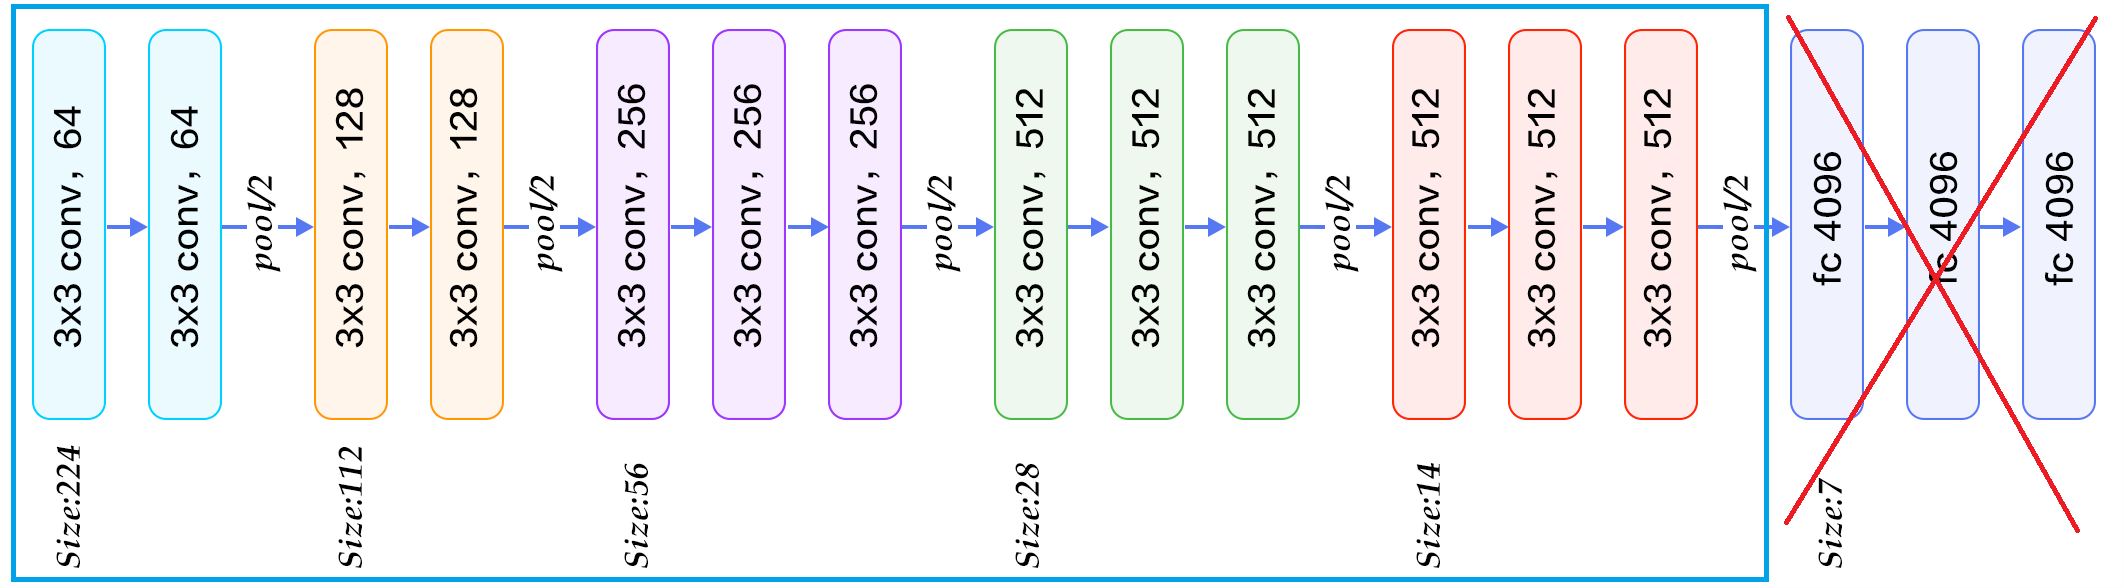 3x3 conv, 64
3x3 conv, 64
pool/2
3x3 conv, 128
3x3 conv, 128
pool/2
3x3 conv, 256
3x3 conv, 256
3x3 conv, 256
pool/2
3x3 conv, 512
3x3 conv, 512
3x3 conv, 512
pool/2
3x3 conv, 512
3x3 conv, 512
3x3 conv, 512
pool/2
fc 4096
fc 4096
fc 4096
Size:224
Size:112
Size:56
Size:28
Size:14
Size:7